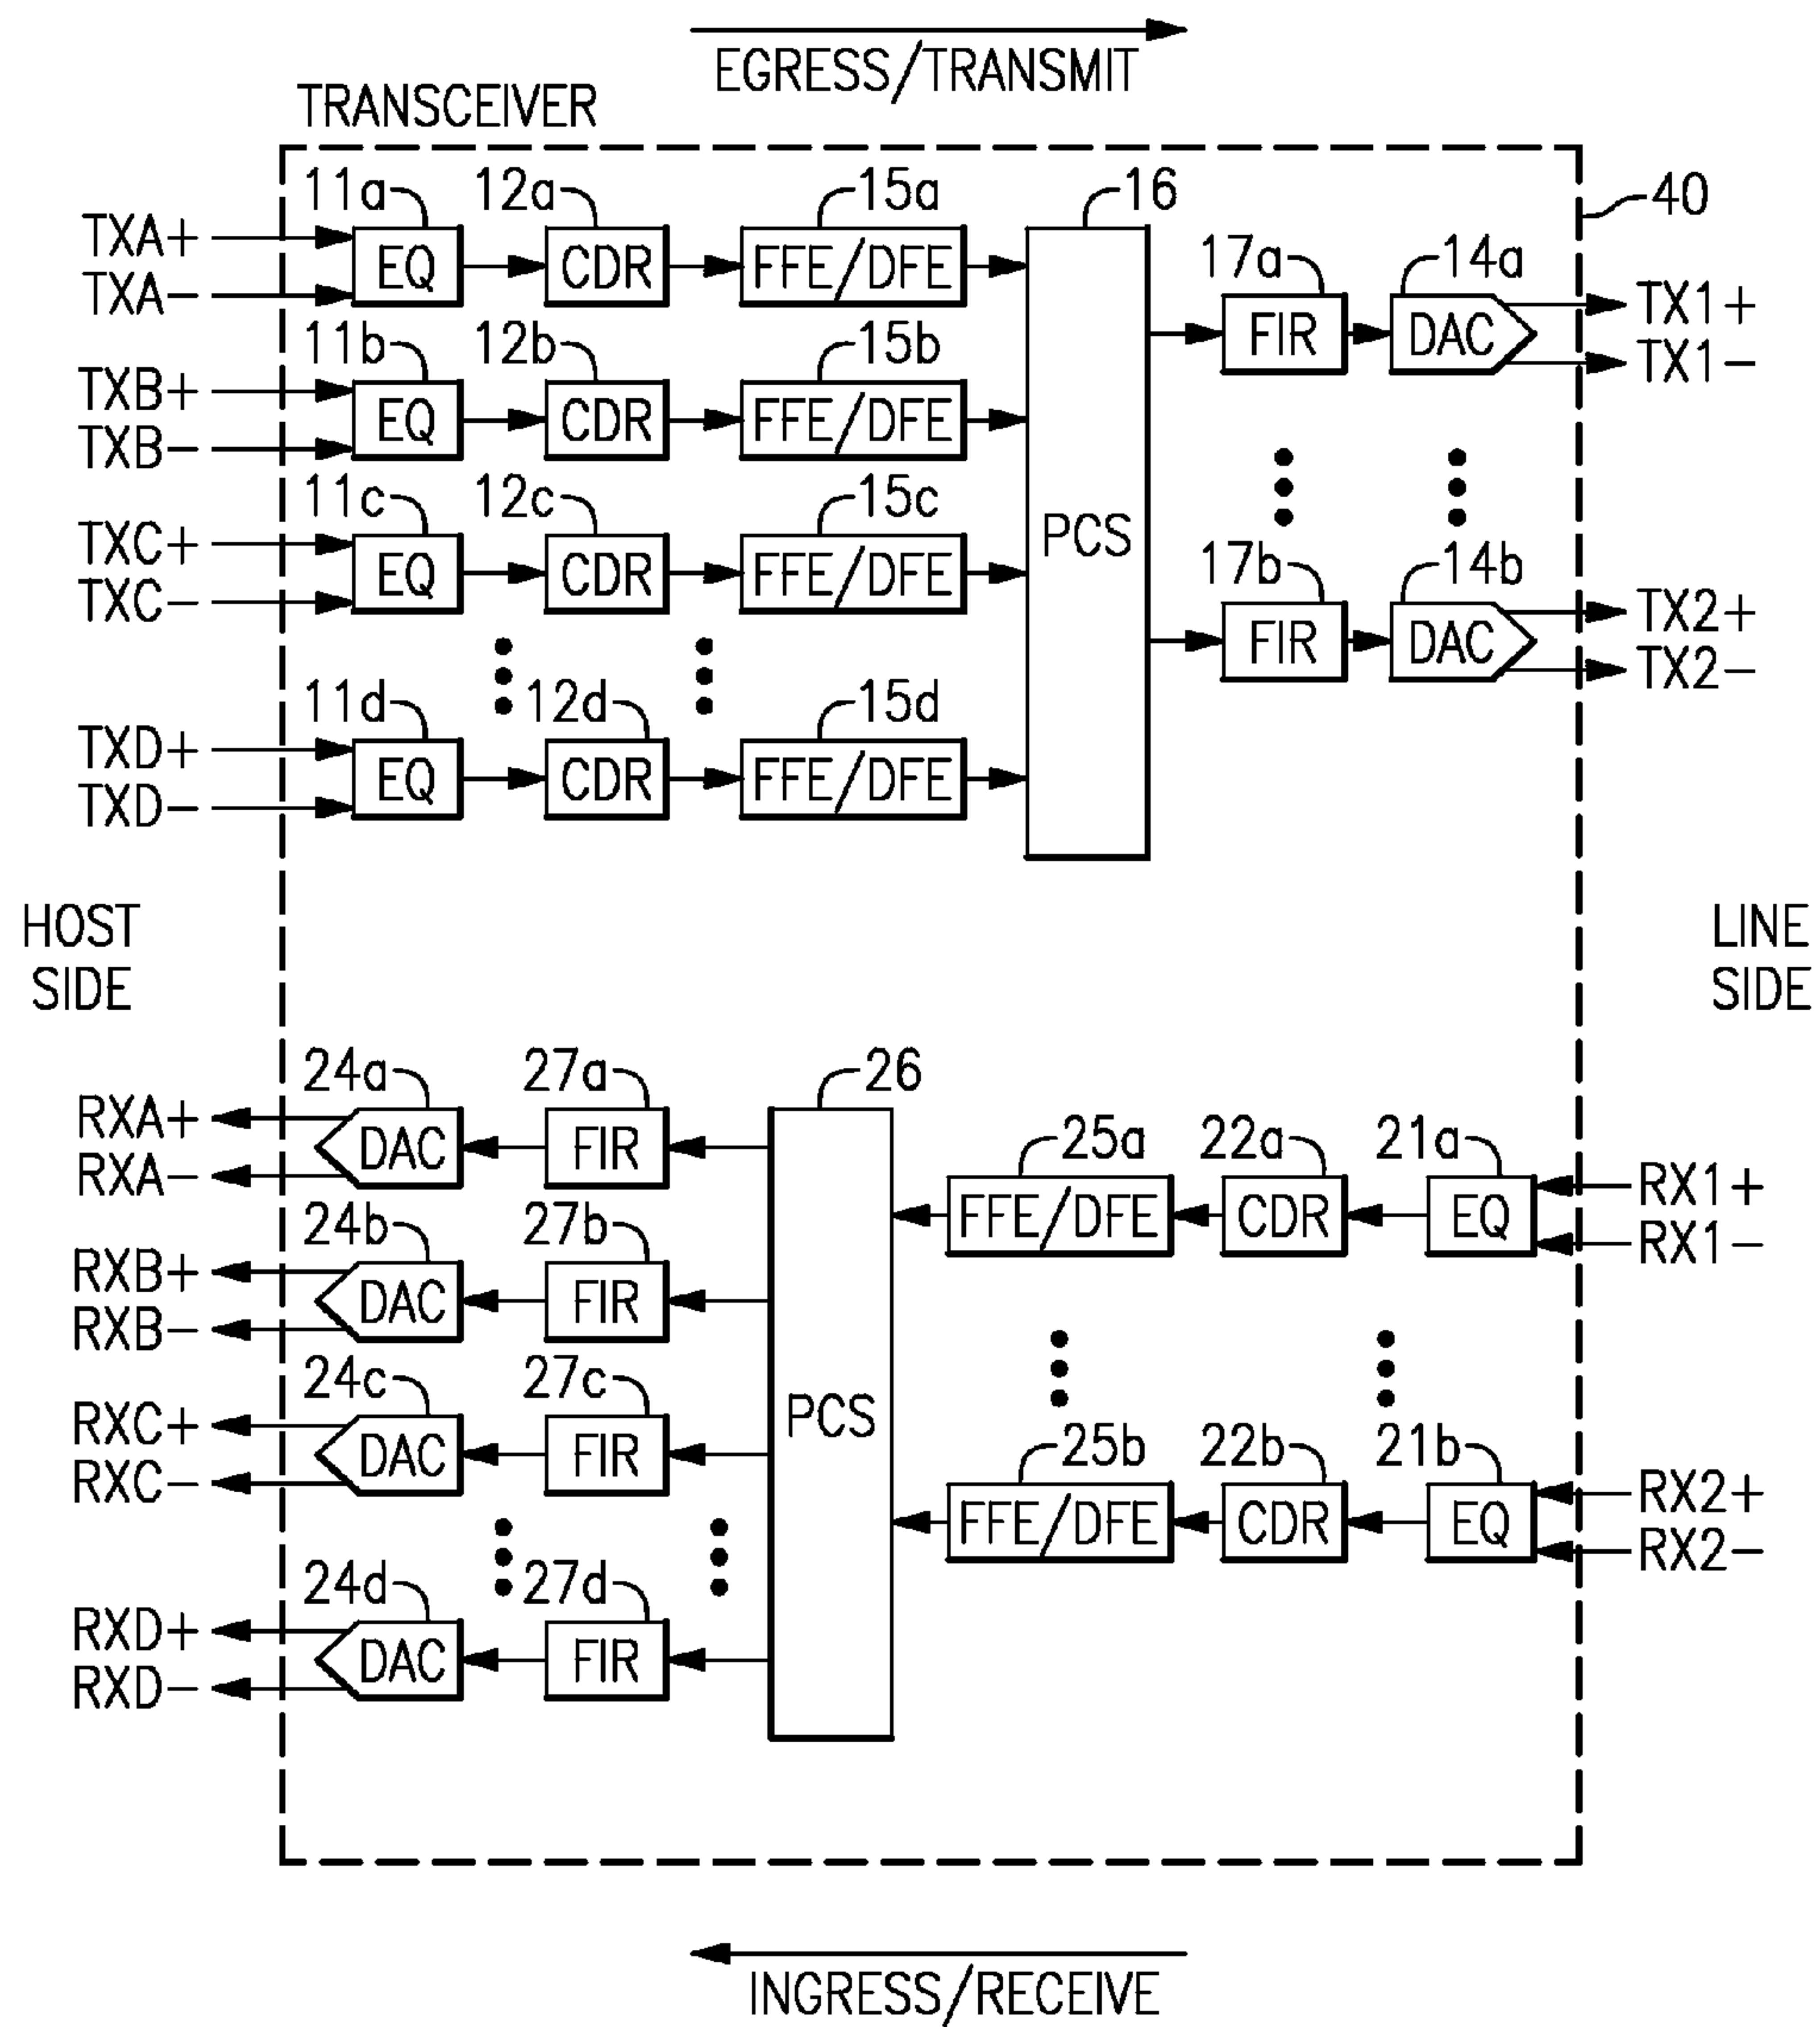 EGRESS/TRANSMIT
TRANSCEIVER
11a 12a 15a 16 40
TXA+
TXA-
EQ CDR FFE/DFE
17a 14a
FIR DAC
TX1+
TX1-
11b 12b 15b
TXB+
TXB-
EQ CDR FFE/DFE
11c 12c 15c
TXC+
TXC-
EQ CDR FFE/DFE
PCS
17b 14b
FIR DAC
TX2+
TX2-
11d 12d 15d
TXD+
TXD-
EQ CDR FFE/DFE
HOST
SIDE
LINE
SIDE
24a 27a 26
RXA+
RXA-
DAC FIR
25a 22a 21a
FFE/DFE CDR EQ
RX1+
RX1-
24b 27b
RXB+
RXB-
DAC FIR
24c 27c
RXC+
RXC-
DAC FIR
PCS
25b 22b 21b
FFE/DFE CDR EQ
RX2+
RX2-
24d 27d
RXD+
RXD-
DAC FIR
INGRESS/RECEIVE